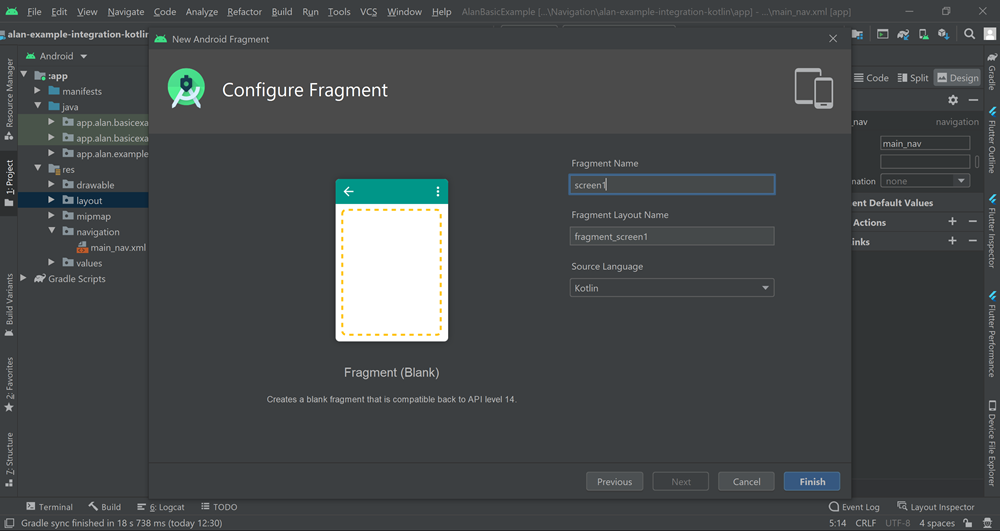 File Edit View Navigate Code Analyze Refactor Build Run Tools VCS Window Help AlanBasicExample [...\Navigation\alan-example-integration-kotlin\app] - ...\main_nav.xml [app]
alan-example-integration-kotlin
New Android Fragment
Configure Fragment
Android
:app
manifests
java
app.alan.basicexa
app.alan.basicexa
app.alan.example
res
drawable
layout
mipmap
navigation
main_nav.xml
values
Gradle Scripts
Resource Manager
1: Project
Build Variants
2: Favorites
7: Structure
Fragment Name
screen1
Fragment Layout Name
fragment_screen1
Source Language
Kotlin
Fragment (Blank)
Creates a blank fragment that is compatible back to API level 14.
Previous Next Cancel Finish
Code Split Design
_nav navigation
main_nav
nation none
ent Default Values
Actions
inks
Gradle
Flutter Outline
Flutter Inspector
Flutter Performance
Device File Explorer
Terminal Build 6: Logcat TODO Event Log Layout Inspector
Gradle sync finished in 18 s 738 ms (today 12:30) 5:14 CRLF UTF-8 4 spaces